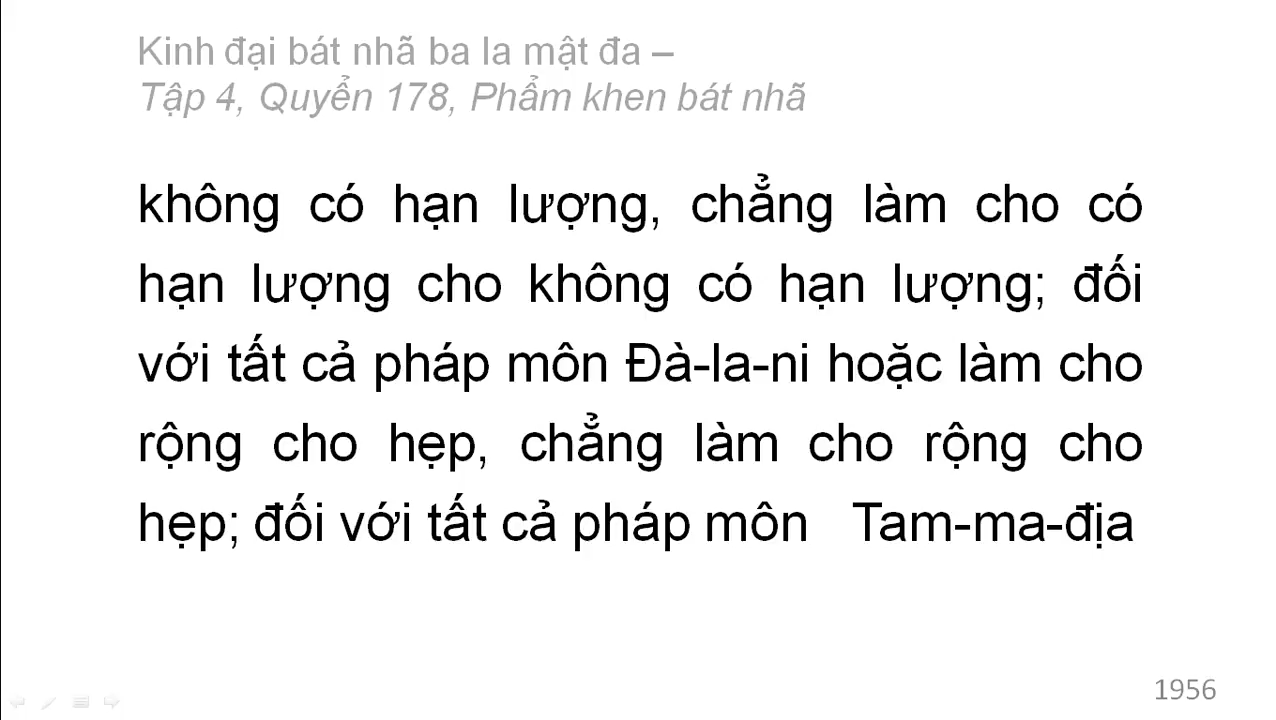 Kinh đại bát nhã ba la mật đa –
Tập 4, Quyển 178, Phẩm khen bát nhã
không có hạn lượng, chẳng làm cho có
hạn lượng cho không có hạn lượng; đối
với tất cả pháp môn Đà-la-ni hoặc làm cho
rộng cho hẹp, chẳng làm cho rộng cho
hẹp; đối với tất cả pháp môn Tam-ma-địa
1956